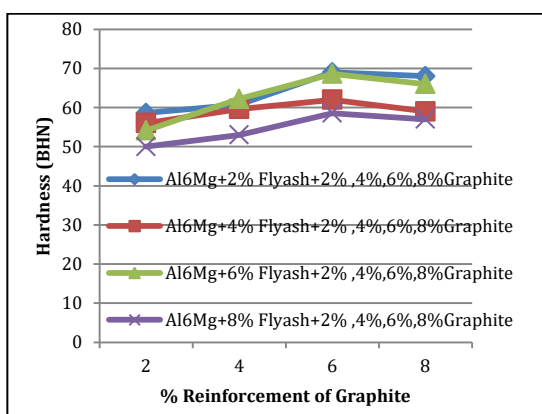 Hardness (BHN)
80
70
60
50
40
30
20
10
0
Al6Mg+2% Flyash+2% ,4%,6%,8%Graphite
Al6Mg+4% Flyash+2% ,4%,6%,8%Graphite
Al6Mg+6% Flyash+2% ,4%,6%,8%Graphite
Al6Mg+8% Flyash+2% ,4%,6%,8%Graphite
2 4 6 8
% Reinforcement of Graphite